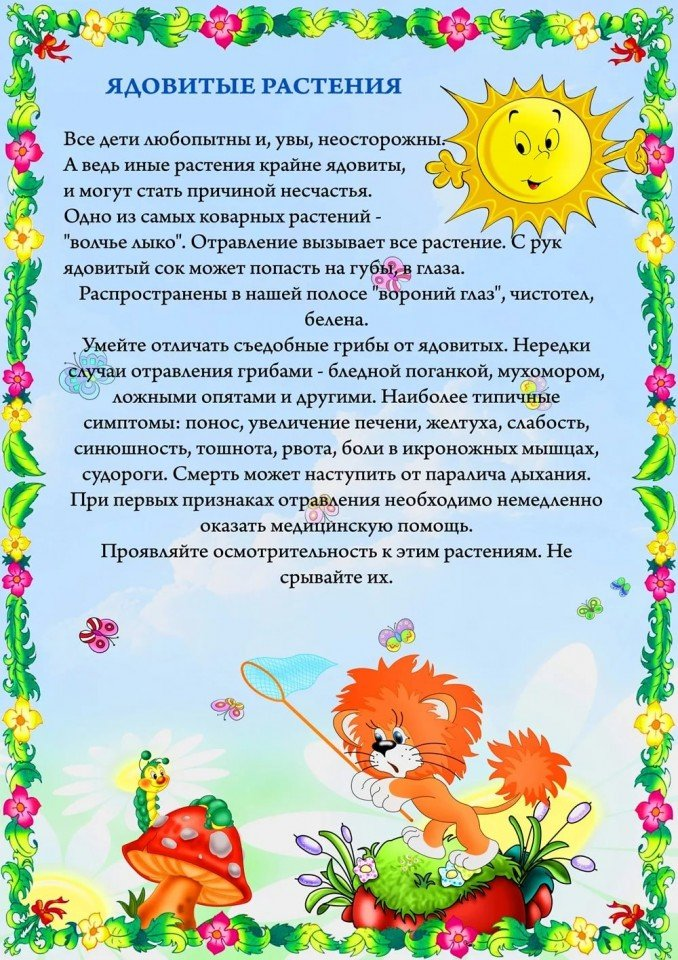 ЯДОВИТЫЕ РАСТЕНИЯ
Все дети любопытны и, увы, неосторожны.
А ведь иные растения крайне ядовиты,
и могут стать причиной несчастья.
Одно из самых коварных растений -
"волчье лыко". Отравление вызывает все растение. С рук
ядовитый сок может попасть на губы, в глаза.
Распространены в нашей полосе "вороний глаз", чистотел,
белена.
Умейте отличать съедобные грибы от ядовитых. Нередки
случаи отравления грибами - бледной поганкой, мухомором,
ложными опятами и другими. Наиболее типичные
симптомы: понос, увеличение печени, желтуха, слабость,
синюшность, тошнота, рвота, боли в икроножных мышцах,
судороги. Смерть может наступить от паралича дыхания.
При первых признаках отравления необходимо немедленно
оказать медицинскую помощь.
Проявляйте осмотрительность к этим растениям. Не
срывайте их.